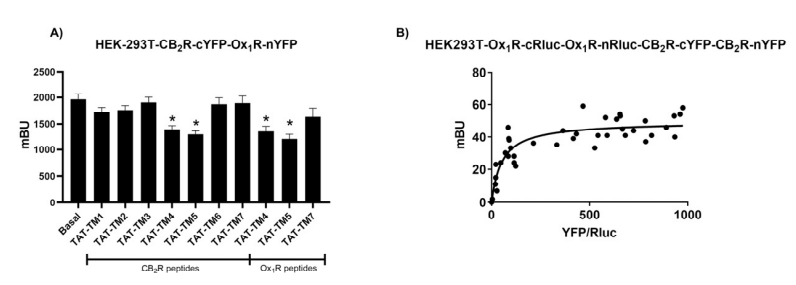 A)
HEK-293T-CB₂R-cYFP-Ox₁R-nYFP
2500
2000
1500
1000
500
0
mBU
* * * *
Basal
TAT-TM1
TAT-TM2
TAT-TM3
TAT-TM4
TAT-TM5
TAT-TM6
TAT-TM7
TAT-TM4
TAT-TM5
TAT-TM7
CB₂R peptides
Ox₁R peptides
B)
HEK293T-Ox₁R-cRluc-Ox₁R-nRluc-CB₂R-cYFP-CB₂R-nYFP
80
60
40
20
0
mBU
0 500 1000
YFP/Rluc